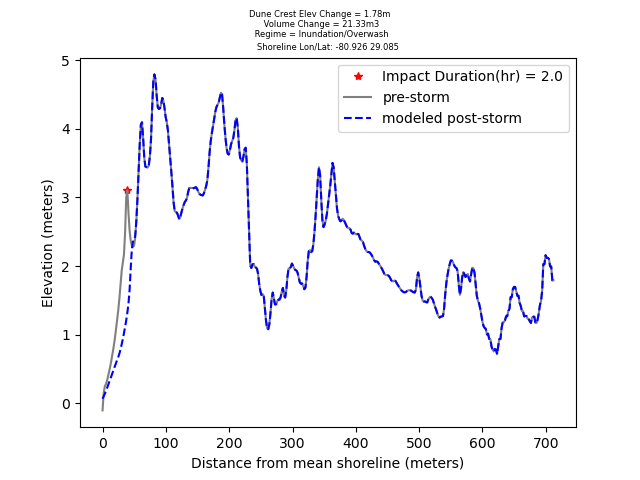 Dune Crest Elev Change = 1.78m
Volume Change = 21.33m3
Regime = Inundation/Overwash
Shoreline Lon/Lat: -80.926 29.085
Impact Duration(hr) = 2.0
pre-storm
modeled post-storm
Elevation (meters)
5
4
3
2
1
0
0 100 200 300 400 500 600 700
Distance from mean shoreline (meters)